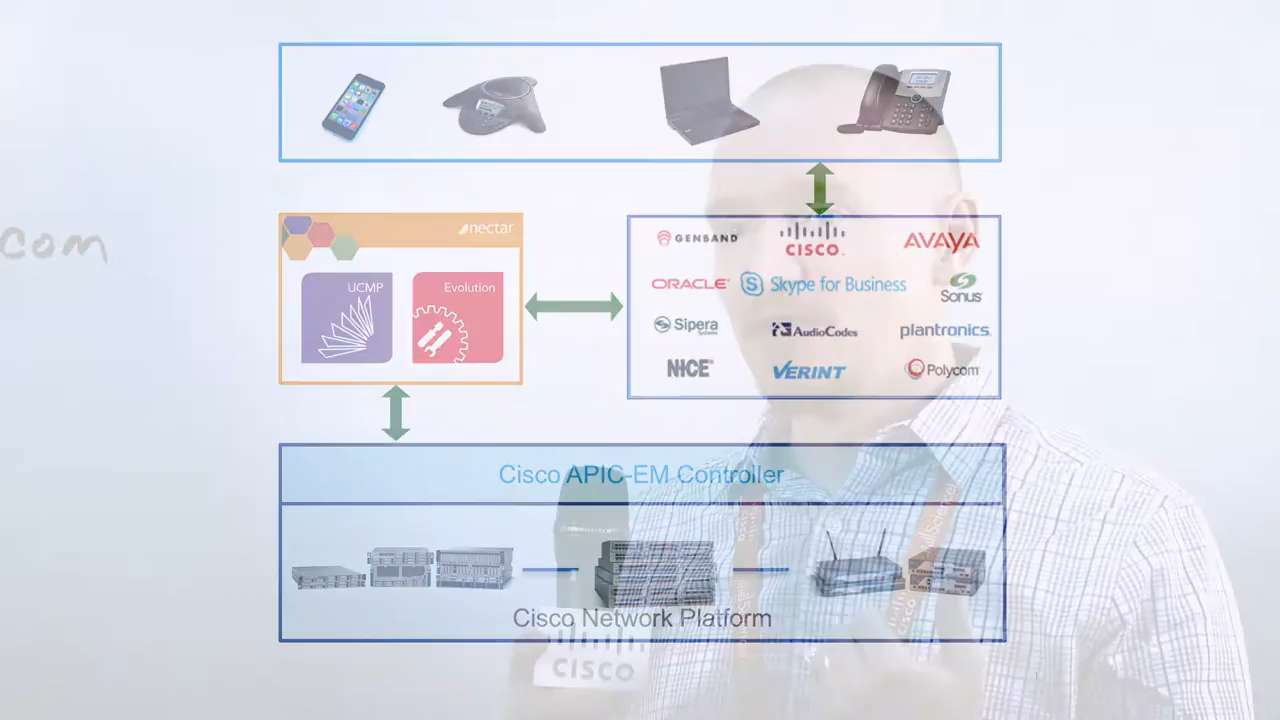 com
nectar
UCMP
Evolution
GENBAND
CISCO
AVAYA
ORACLE
Skype for Business
Sonus
Sipera
Systems
AudioCodes
plantronics
NICE
VERINT
Polycom
Cisco APIC-EM Controller
Cisco Network Platform
CISCO